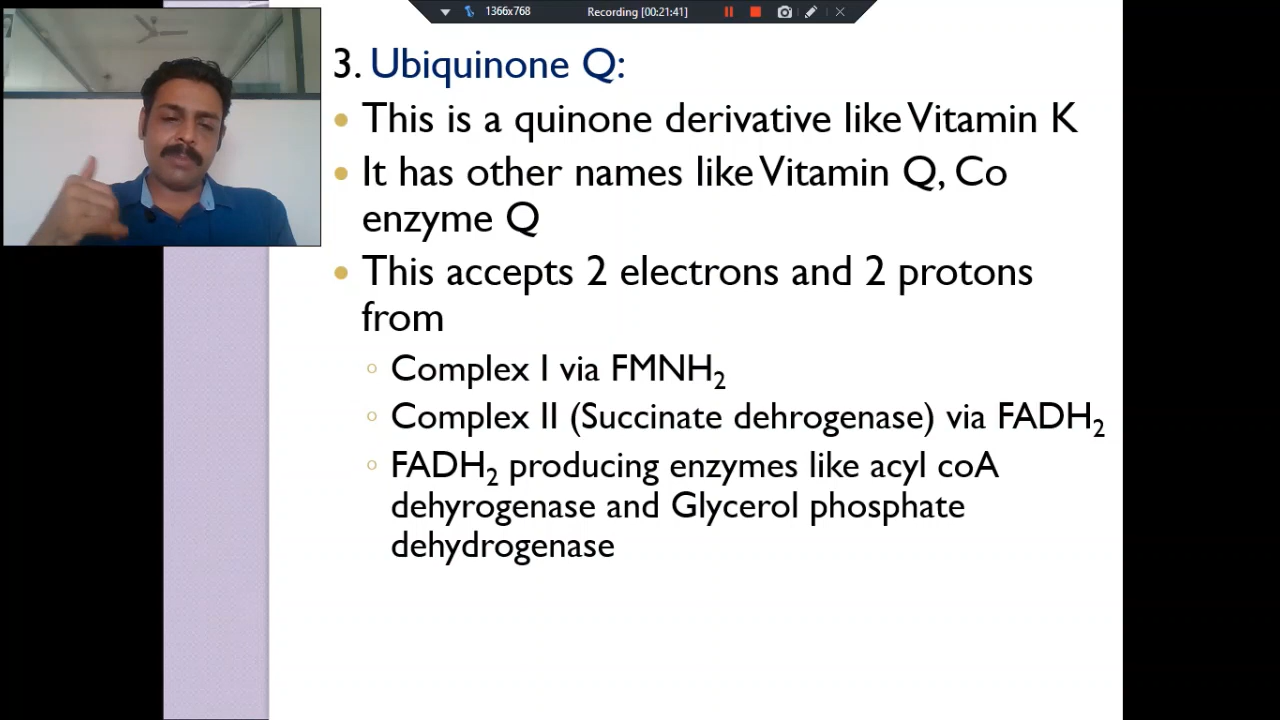 1366x768 Recording [00:21:41]
3. Ubiquinone Q:
This is a quinone derivative like Vitamin K
It has other names like Vitamin Q, Co
enzyme Q
This accepts 2 electrons and 2 protons
from
Complex I via FMNH₂
Complex II (Succinate dehrogenase) via FADH₂
FADH₂ producing enzymes like acyl coA
dehyrogenase and Glycerol phosphate
dehydrogenase